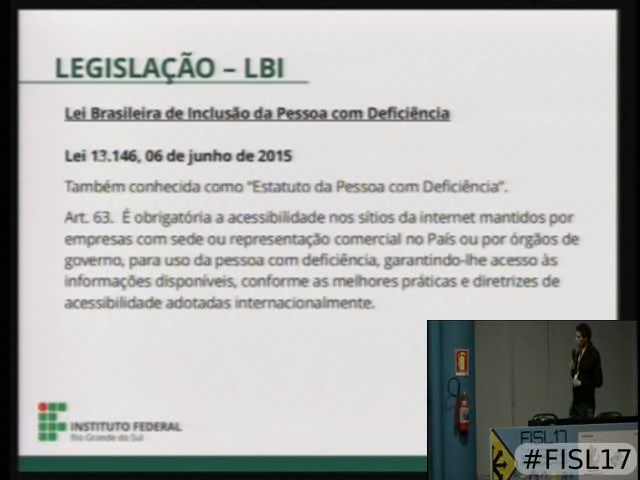 LEGISLAÇÃO – LBI
Lei Brasileira de Inclusão da Pessoa com Deficiência
Lei 13.146, 06 de junho de 2015
Também conhecida como “Estatuto da Pessoa com Deficiência”.
Art. 63.  É obrigatória a acessibilidade nos sítios da internet mantidos por
empresas com sede ou representação comercial no País ou por órgãos de
governo, para uso da pessoa com deficiência, garantindo-lhe acesso às
informações disponíveis, conforme as melhores práticas e diretrizes de
acessibilidade adotadas internacionalmente.
INSTITUTO FEDERAL
Rio Grande do Sul
FISL17
#FISL17